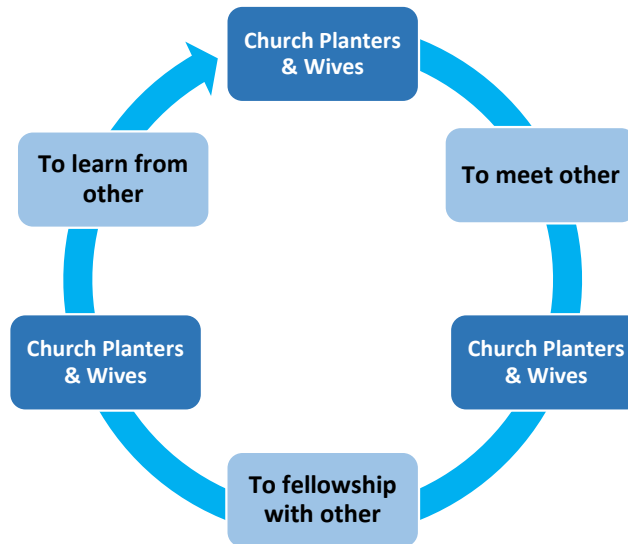 Church Planters
& Wives
To meet other
Church Planters
& Wives
To fellowship
with other
Church Planters
& Wives
To learn from
other